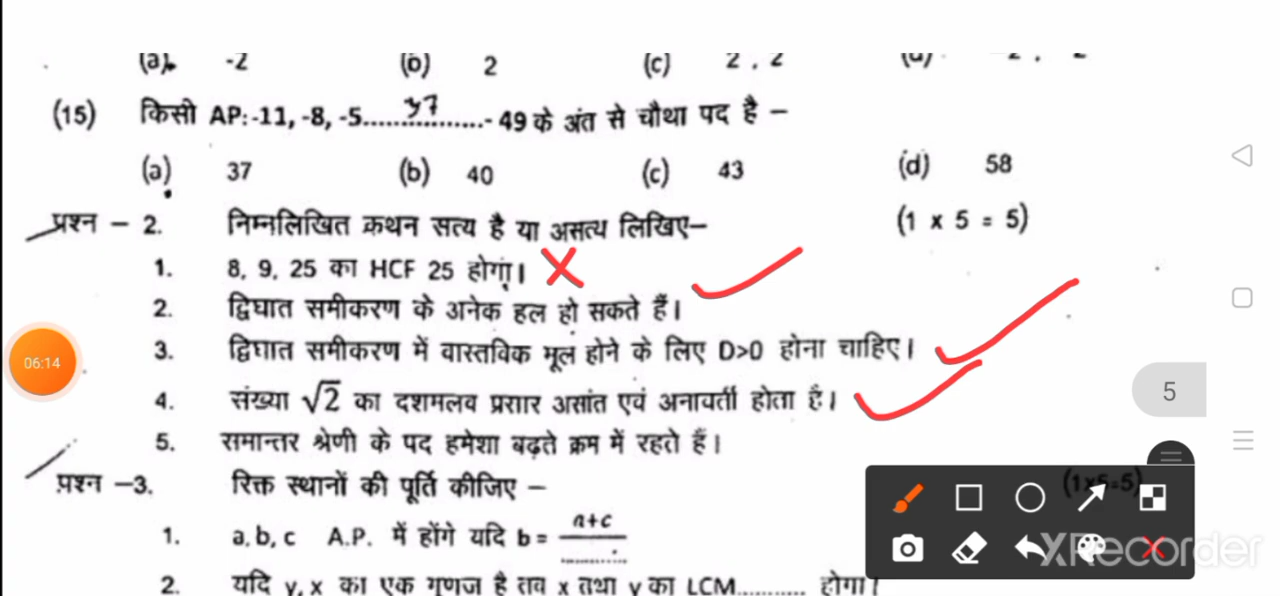 (a) -2 (b) 2 (c) 2 , 2
(15) किसी AP: -11, -8, -5.....37.....- 49 के अंत से चौथा पद है –
(a) 37 (b) 40 (c) 43 (d) 58
प्रश्न – 2. निम्नलिखित कथन सत्य है या असत्य लिखिए– (1 x 5 = 5)
1. 8, 9, 25 का HCF 25 होगा।
2. द्विघात समीकरण के अनेक हल हो सकते हैं।
06:14
3. द्विघात समीकरण में वास्तविक मूल होने के लिए D>0 होना चाहिए।
5
4. संख्या √2 का दशमलव प्रसार असांत एवं अनावर्ती होता है।
5. समान्तर श्रेणी के पद हमेशा बढ़ते क्रम में रहते हैं।
प्रश्न –3. रिक्त स्थानों की पूर्ति कीजिए – (1x5=5)
1. a, b, c A.P. में होंगे यदि b = a+c
..........
XRecorder
2. यदि y, x का एक गुणज है तब x तथा y का LCM.......... होगा।